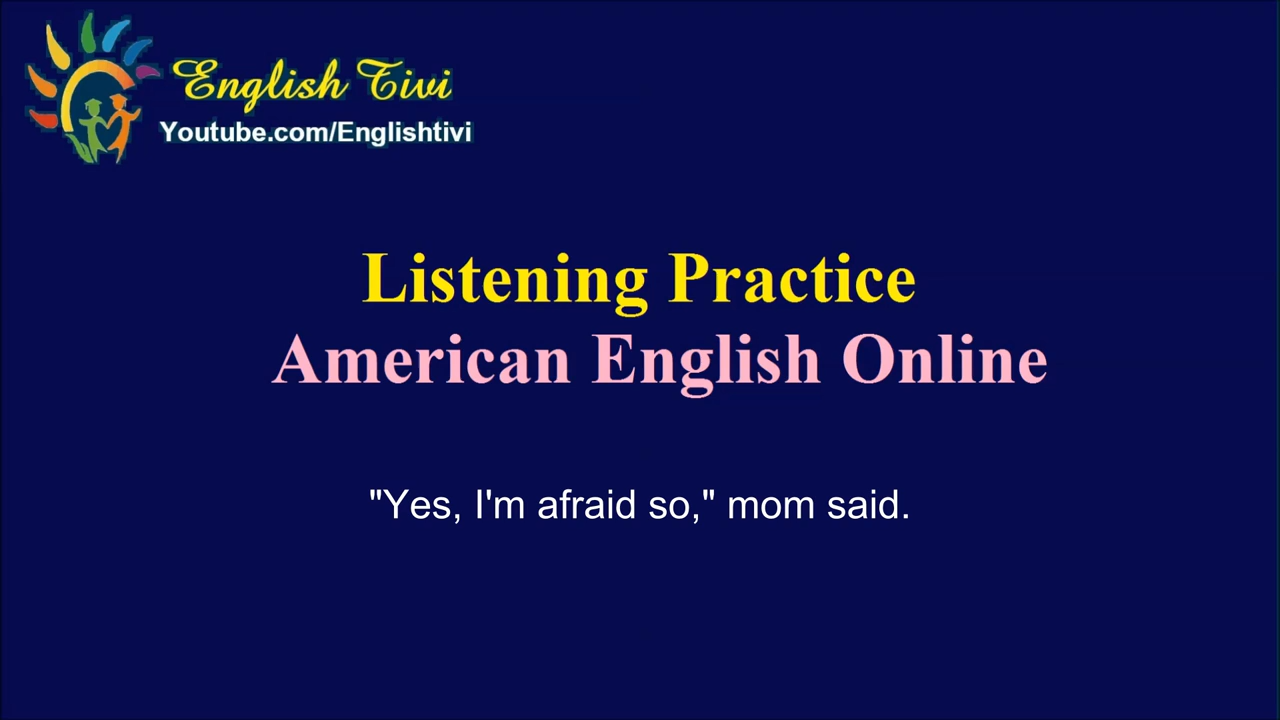 English Tivi
Youtube.com/Englishtivi
Listening Practice
American English Online
"Yes, I'm afraid so," mom said.